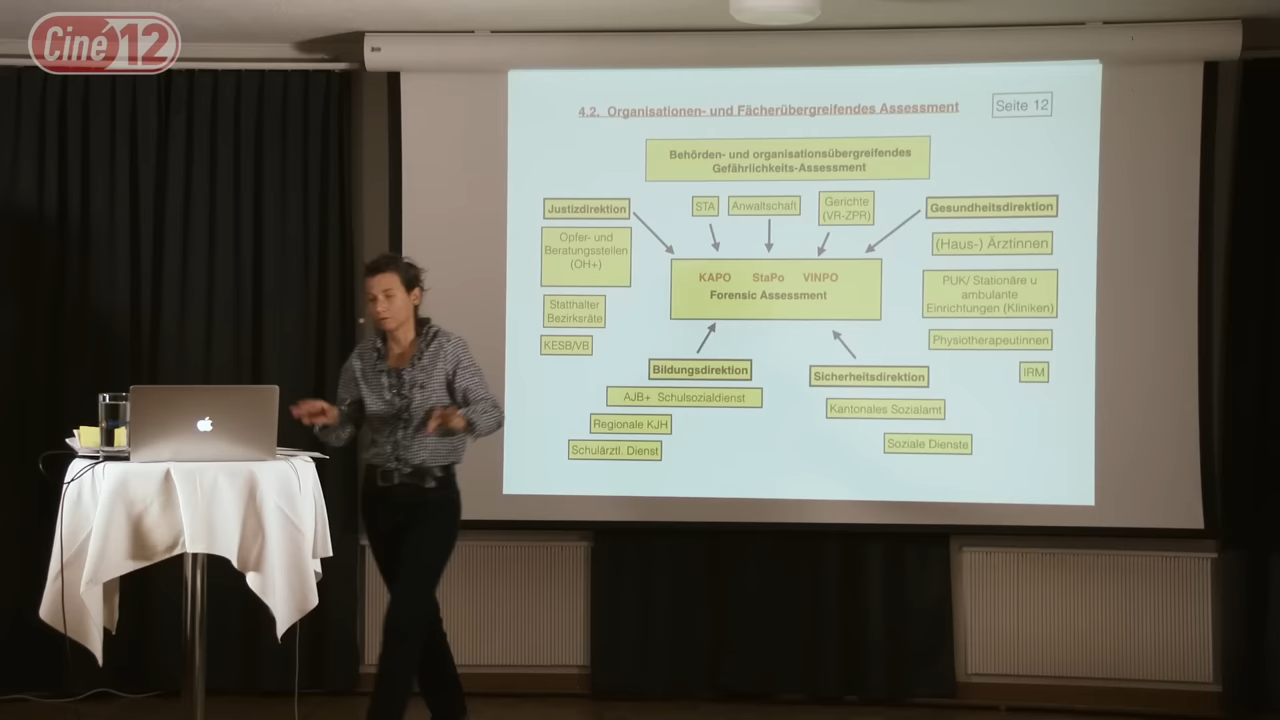 Ciné 12
4.2. Organisationen- und Fächerübergreifendes Assessment
Seite 12
Behörden- und organisationsübergreifendes
Gefährlichkeits-Assessment
Justizdirektion
STA
Anwaltschaft
Gerichte
(VR-ZPR)
Gesundheitsdirektion
Opfer- und
Beratungsstellen
(OH+)
(Haus-) Ärztinnen
KAPO StaPo VINPO
Forensic Assessment
PUK/ Stationäre u
ambulante
Einrichtungen (Kliniken)
Statthalter
Bezirksräte
KESB/VB
Physiotherapeutinnen
IRM
Bildungsdirektion
Sicherheitsdirektion
AJB+ Schulsozialdienst
Kantonales Sozialamt
Regionale KJH
Soziale Dienste
Schulärztl. Dienst